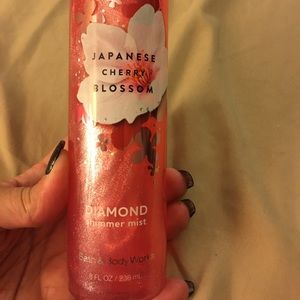 JAPANESE
CHERRY
BLOSSOM
DIAMOND
shimmer mist
Bath & Body Works
8 FL OZ / 236 mL